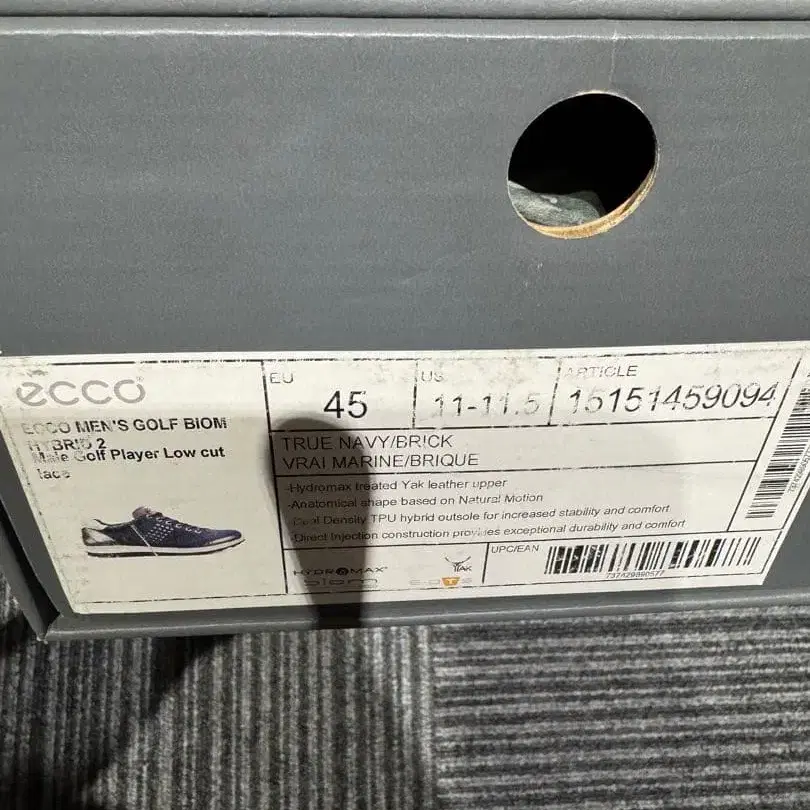 ecco
ECCO MEN'S GOLF BIOM
HYBRID 2
Male Golf Player Low cut
lace
EU
45
US
11-11.5
ARTICLE
15151459094
TRUE NAVY/BRICK
VRAI MARINE/BRIQUE
-Hydromax treated Yak leather upper
-Anatomical shape based on Natural Motion
-Dual Density TPU hybrid outsole for increased stability and comfort
-Direct Injection construction provides exceptional durability and comfort
HYDROMAX
biom
YAK
UPC/EAN
737429890577